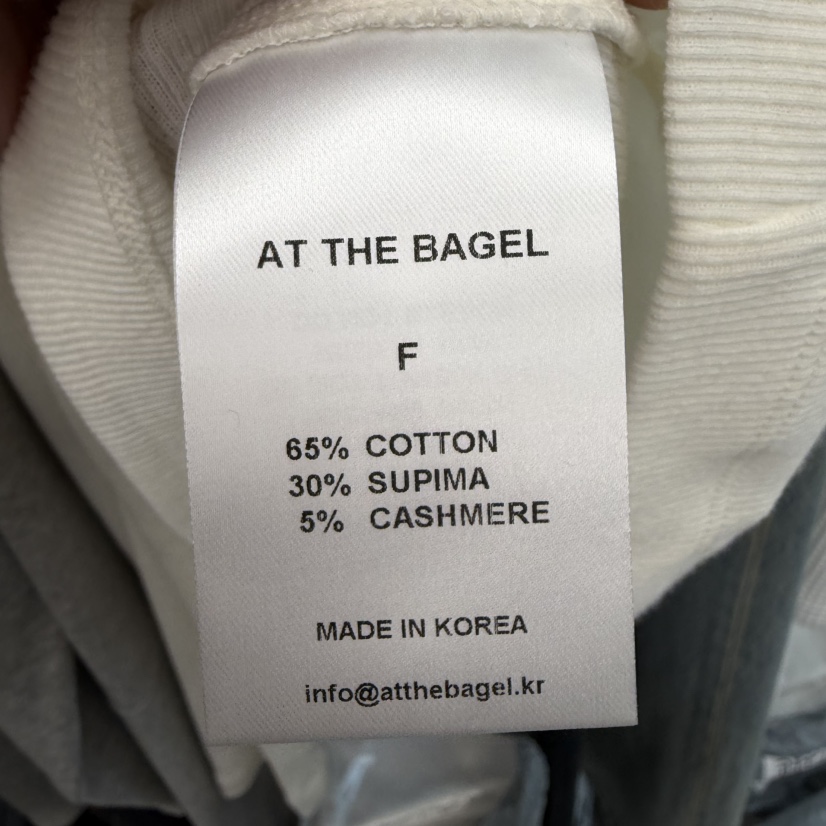 AT THE BAGEL
F
65% COTTON
30% SUPIMA
5% CASHMERE
MADE IN KOREA
info@atthebagel.kr